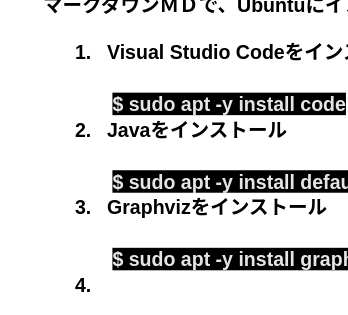 マークダウンＭＤで、Ubuntuにイ
1. Visual Studio Codeをイン
$ sudo apt -y install code
2. Javaをインストール
$ sudo apt -y install defau
3. Graphvizをインストール
$ sudo apt -y install graph
4.